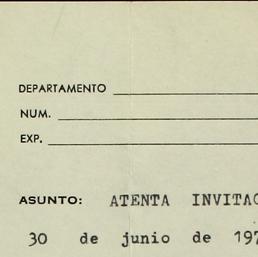 DEPARTAMENTO
NUM.
EXP.
ASUNTO: ATENTA
30 de junio de